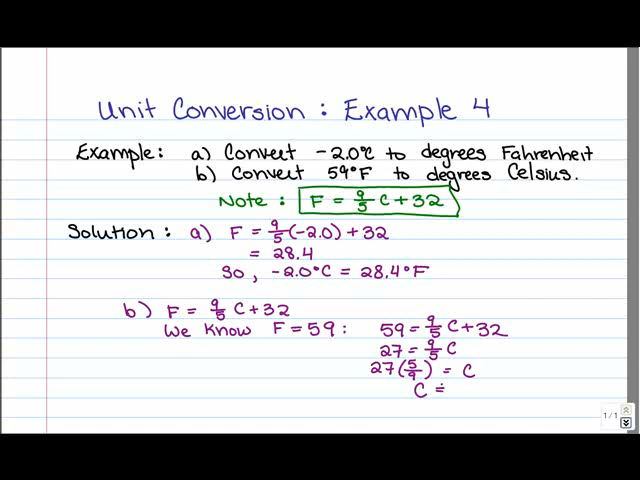 Unit Conversion : Example 4
Example: a) Convert -2.0°C to degrees Fahrenheit
b) Convert 59°F to degrees Celsius.
Note: F = 9/5 C + 32
Solution: a) F = 9/5 (-2.0) + 32
= 28.4
So, -2.0°C = 28.4°F
b) F = 9/5 C + 32
We know F = 59: 59 = 9/5 C + 32
27 = 9/5 C
27 (5/9) = C
C =
1/1